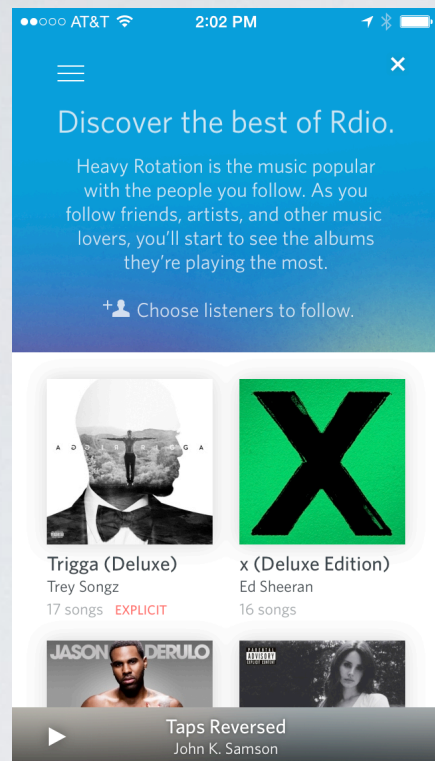 AT&T 2:02 PM
Discover the best of Rdio.
Heavy Rotation is the music popular
with the people you follow. As you
follow friends, artists, and other music
lovers, you'll start to see the albums
they're playing the most.
Choose listeners to follow.
X
Trigga (Deluxe)
Trey Songz
17 songs EXPLICIT
x (Deluxe Edition)
Ed Sheeran
16 songs
JASON DERULO
PARENTAL
ADVISORY
EXPLICIT CONTENT
Taps Reversed
John K. Samson